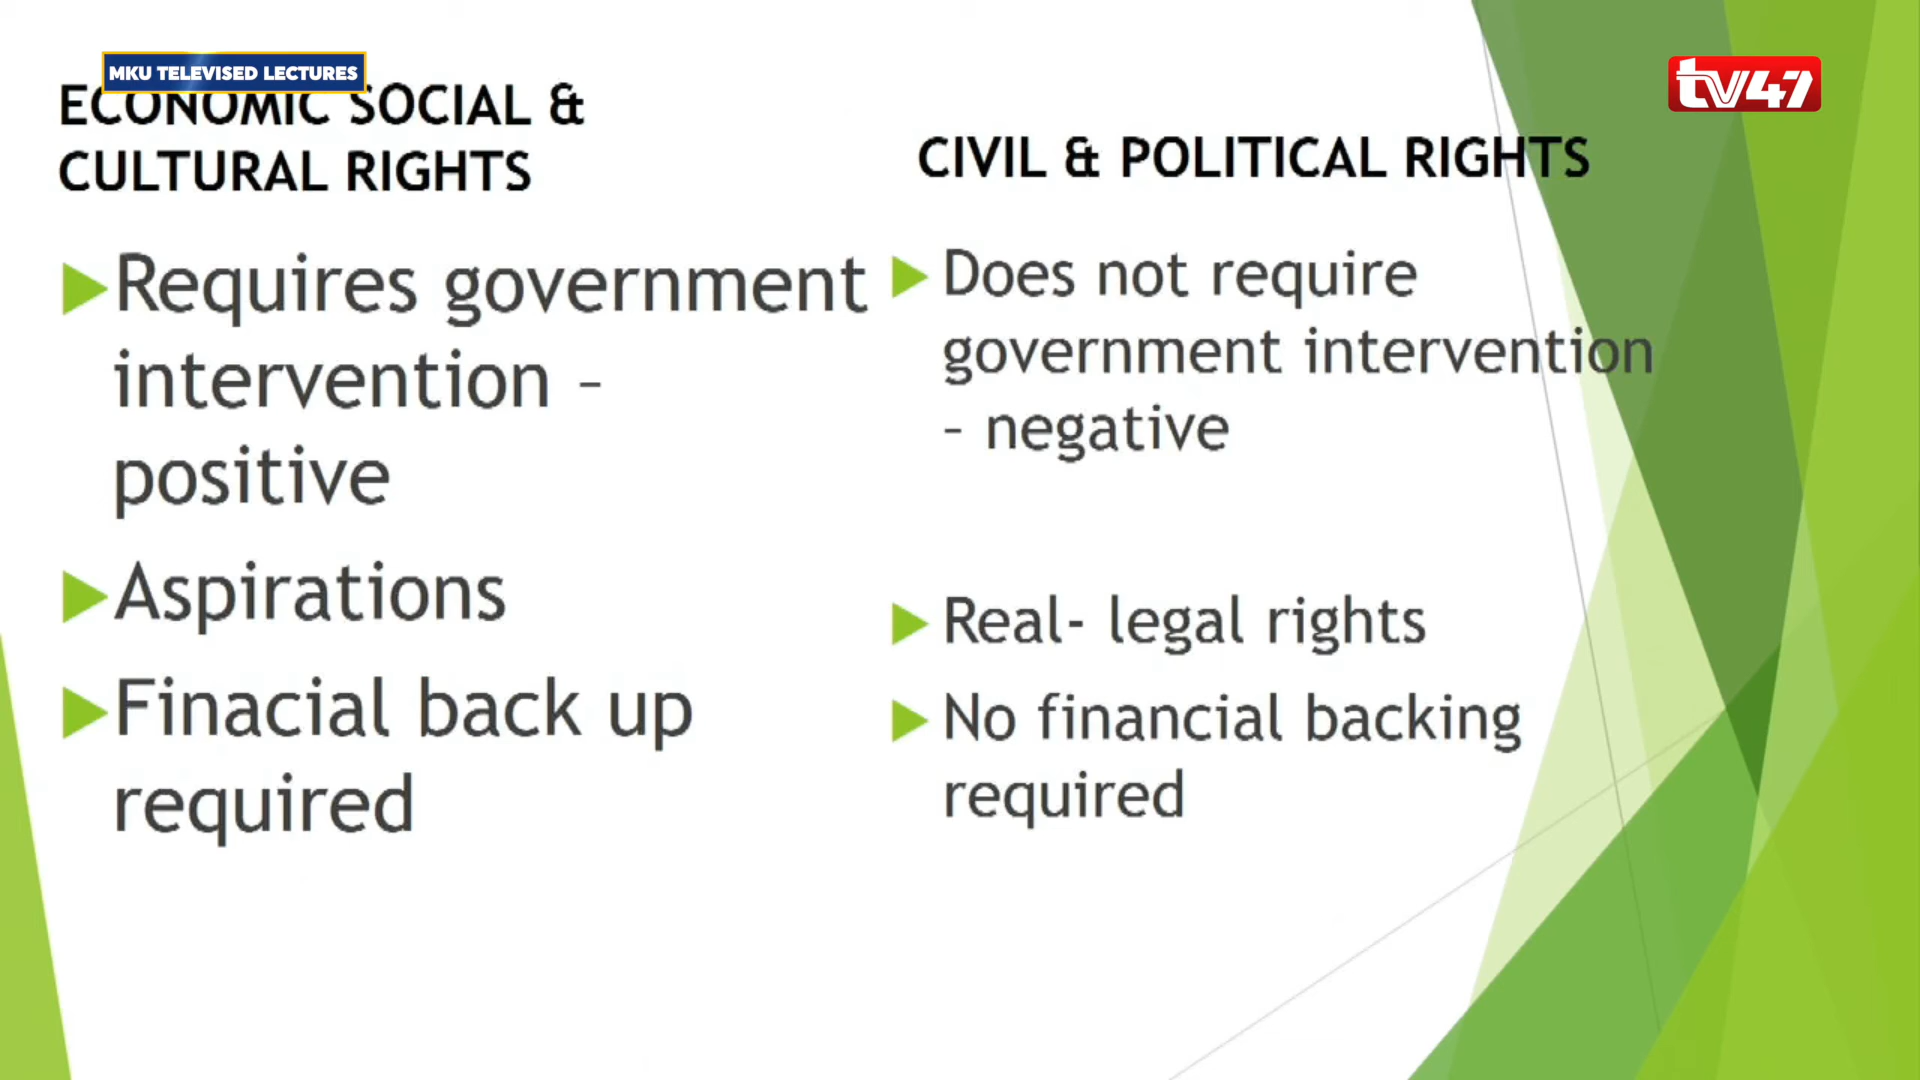 MKU TELEVISED LECTURES
tv47
ECONOMIC SOCIAL &
CULTURAL RIGHTS
Requires government
intervention –
positive
Aspirations
Finacial back up
required
CIVIL & POLITICAL RIGHTS
Does not require
government intervention
– negative
Real- legal rights
No financial backing
required